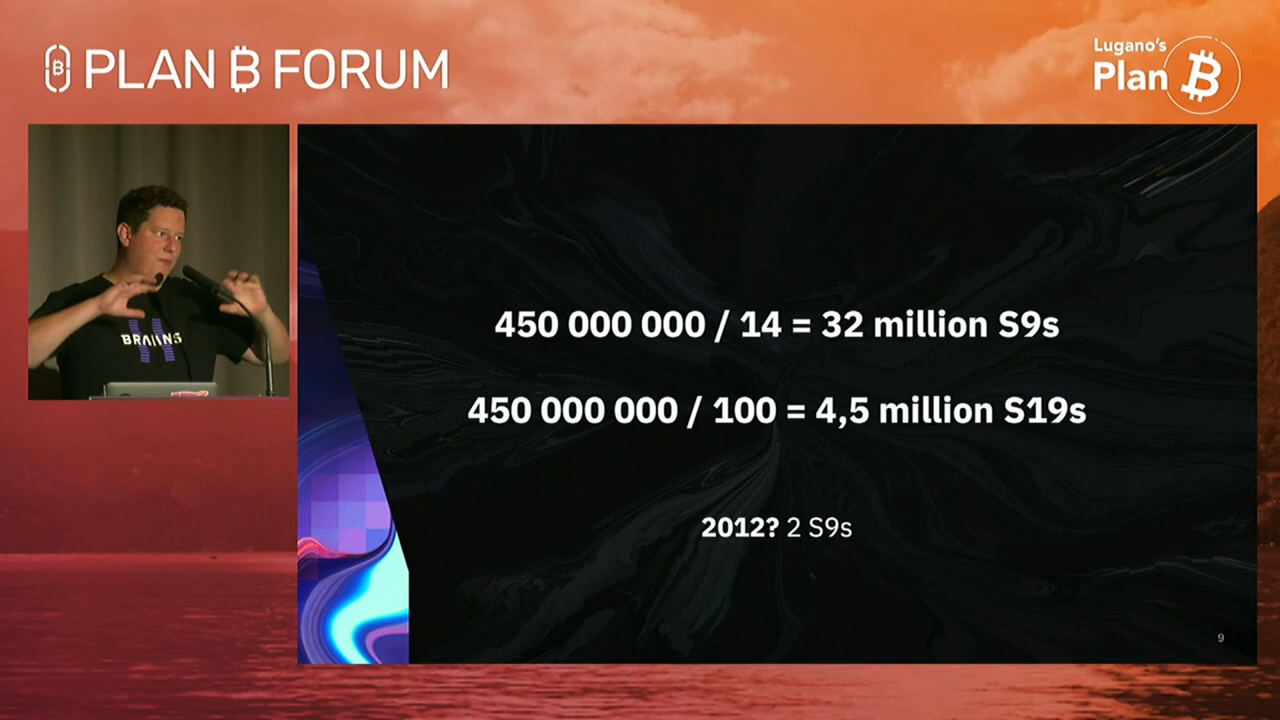 PLAN B FORUM
Lugano's
Plan B
BRAIINS
450 000 000 / 14 = 32 million S9s
450 000 000 / 100 = 4,5 million S19s
2012? 2 S9s
9